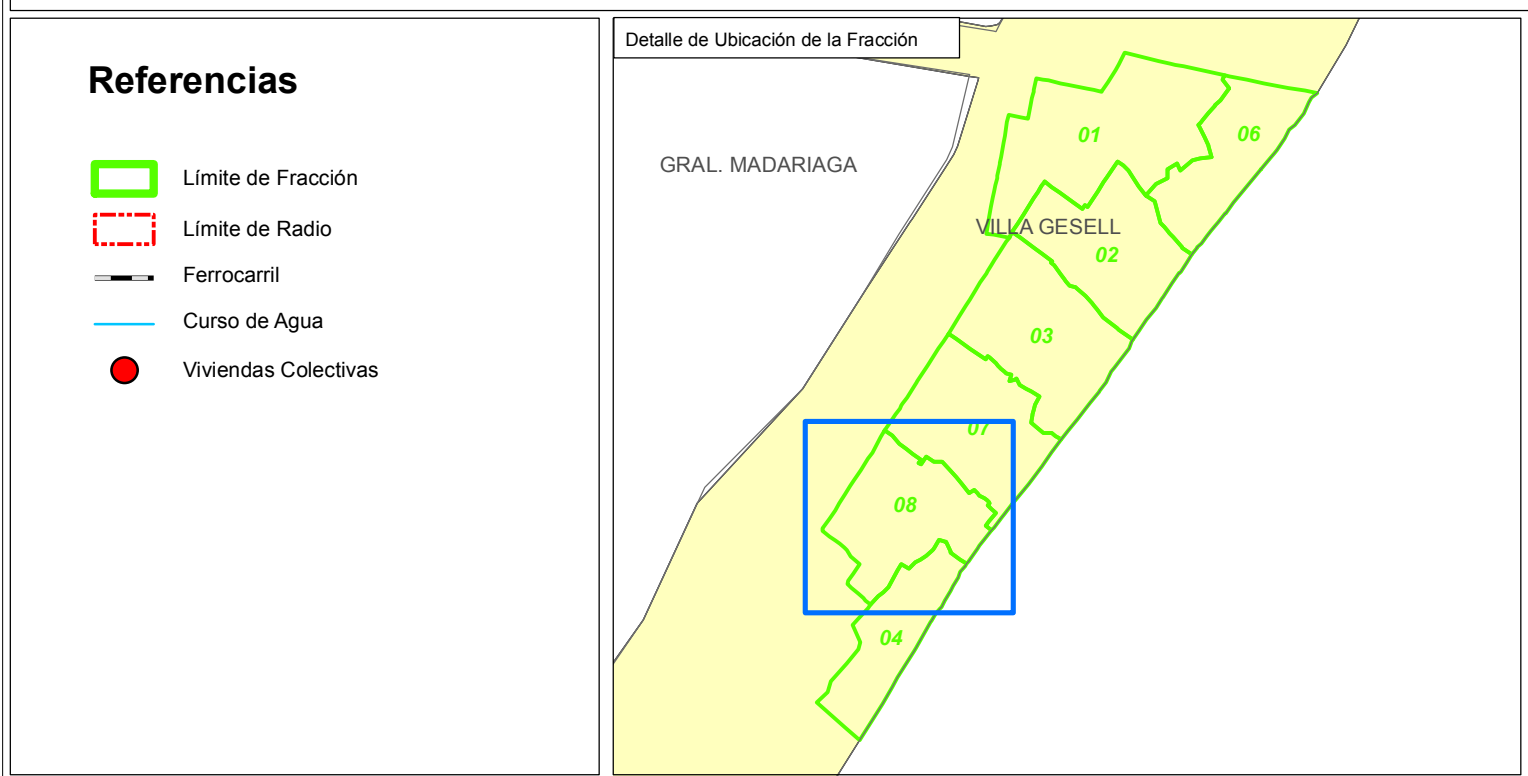 Referencias
Límite de Fracción
Límite de Radio
Ferrocarril
Curso de Agua
Viviendas Colectivas
Detalle de Ubicación de la Fracción
01
06
GRAL. MADARIAGA
VILLA GESELL
02
03
07
08
04